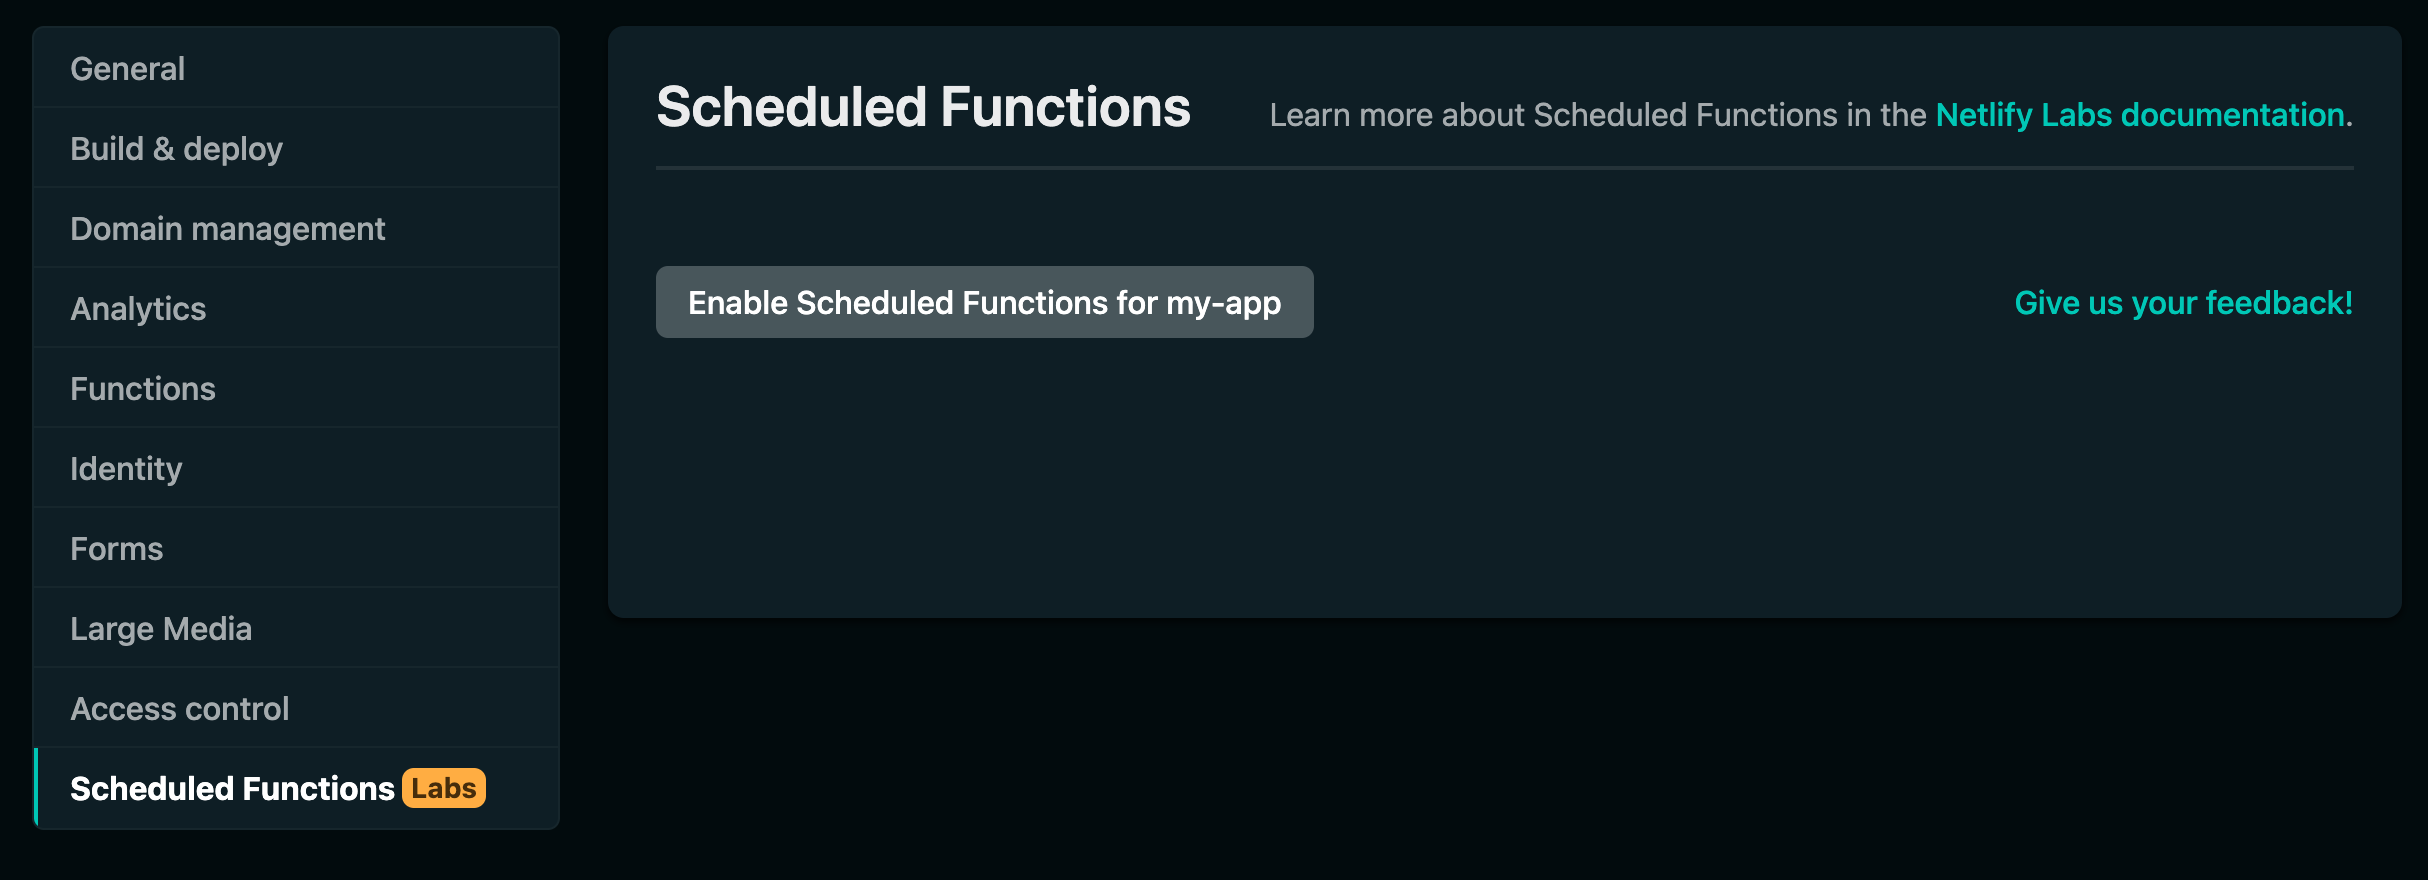 General
Build & deploy
Domain management
Analytics
Functions
Identity
Forms
Large Media
Access control
Scheduled Functions Labs
Scheduled Functions
Learn more about Scheduled Functions in the Netlify Labs documentation.
Enable Scheduled Functions for my-app
Give us your feedback!